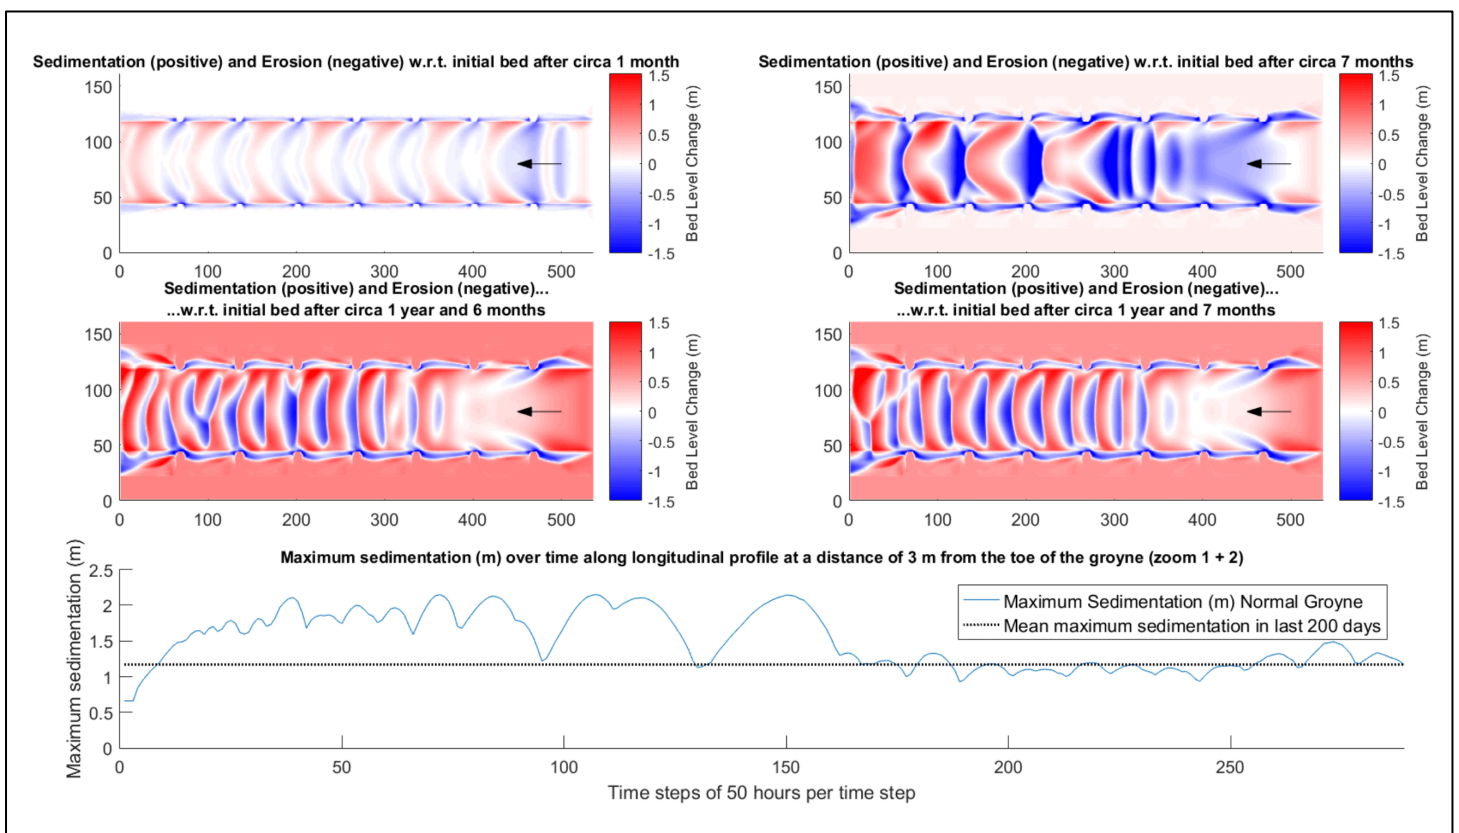 Sedimentation (positive) and Erosion (negative) w.r.t. initial bed after circa 1 month
150
100
50
0
0 100 200 300 400 500
1.5
1
0.5
0
-0.5
-1
-1.5
Bed Level Change (m)
Sedimentation (positive) and Erosion (negative) w.r.t. initial bed after circa 7 months
150
100
50
0
0 100 200 300 400 500
1.5
1
0.5
0
-0.5
-1
-1.5
Bed Level Change (m)
Sedimentation (positive) and Erosion (negative)...
...w.r.t. initial bed after circa 1 year and 6 months
150
100
50
0
0 100 200 300 400 500
1.5
1
0.5
0
-0.5
-1
-1.5
Bed Level Change (m)
Sedimentation (positive) and Erosion (negative)...
...w.r.t. initial bed after circa 1 year and 7 months
150
100
50
0
0 100 200 300 400 500
1.5
1
0.5
0
-0.5
-1
-1.5
Bed Level Change (m)
Maximum sedimentation (m) over time along longitudinal profile at a distance of 3 m from the toe of the groyne (zoom 1 + 2)
Maximum sedimentation (m)
2.5
2
1.5
1
0.5
0
Maximum Sedimentation (m) Normal Groyne
Mean maximum sedimentation in last 200 days
0 50 100 150 200 250
Time steps of 50 hours per time step